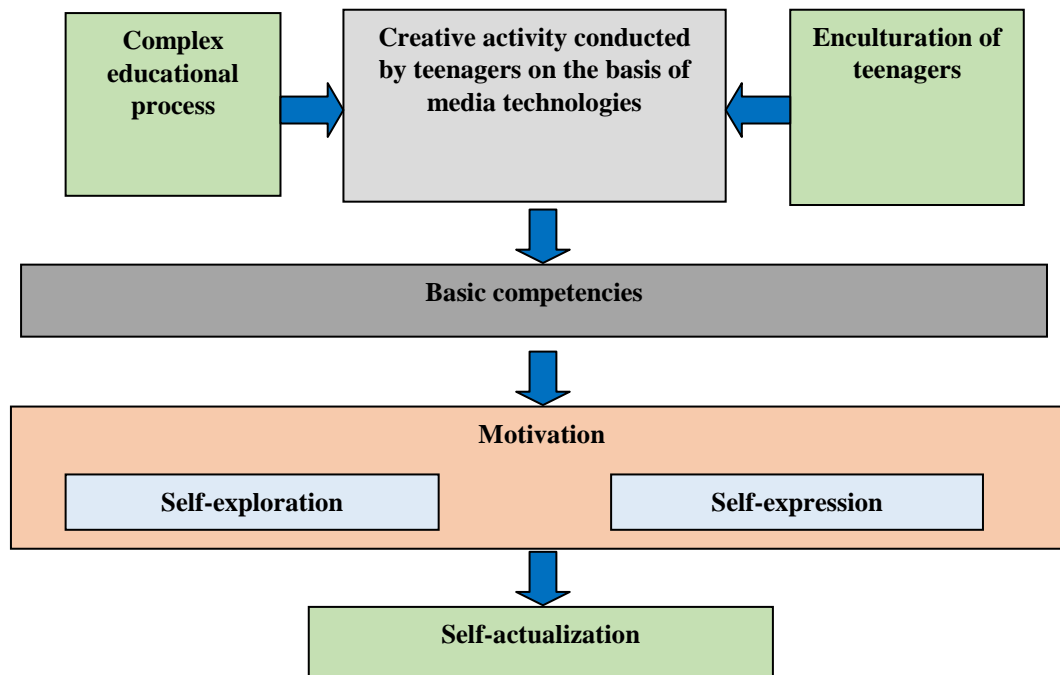 Complex
educational
process
Creative activity conducted
by teenagers on the basis of
media technologies
Enculturation of
teenagers
Basic competencies
Motivation
Self-exploration
Self-expression
Self-actualization